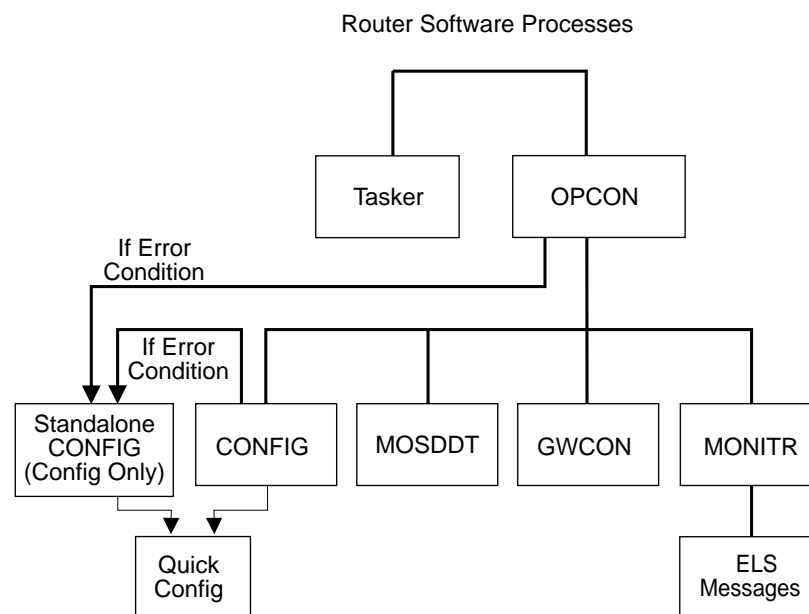 Router Software Processes
Tasker
OPCON
If Error
Condition
If Error
Condition
Standalone
CONFIG
(Config Only)
CONFIG
MOSDDT
GWCON
MONITR
Quick
Config
ELS
Messages